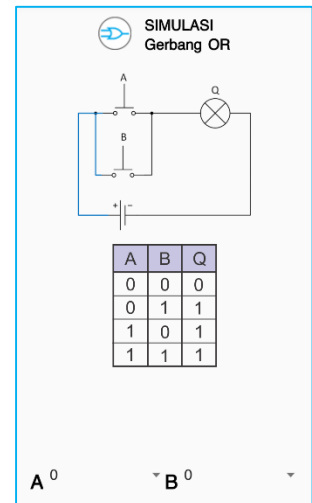 SIMULASI
Gerbang OR
A
Q
B
+ −
A B Q
0 0 0
0 1 1
1 0 1
1 1 1
A 0 B 0